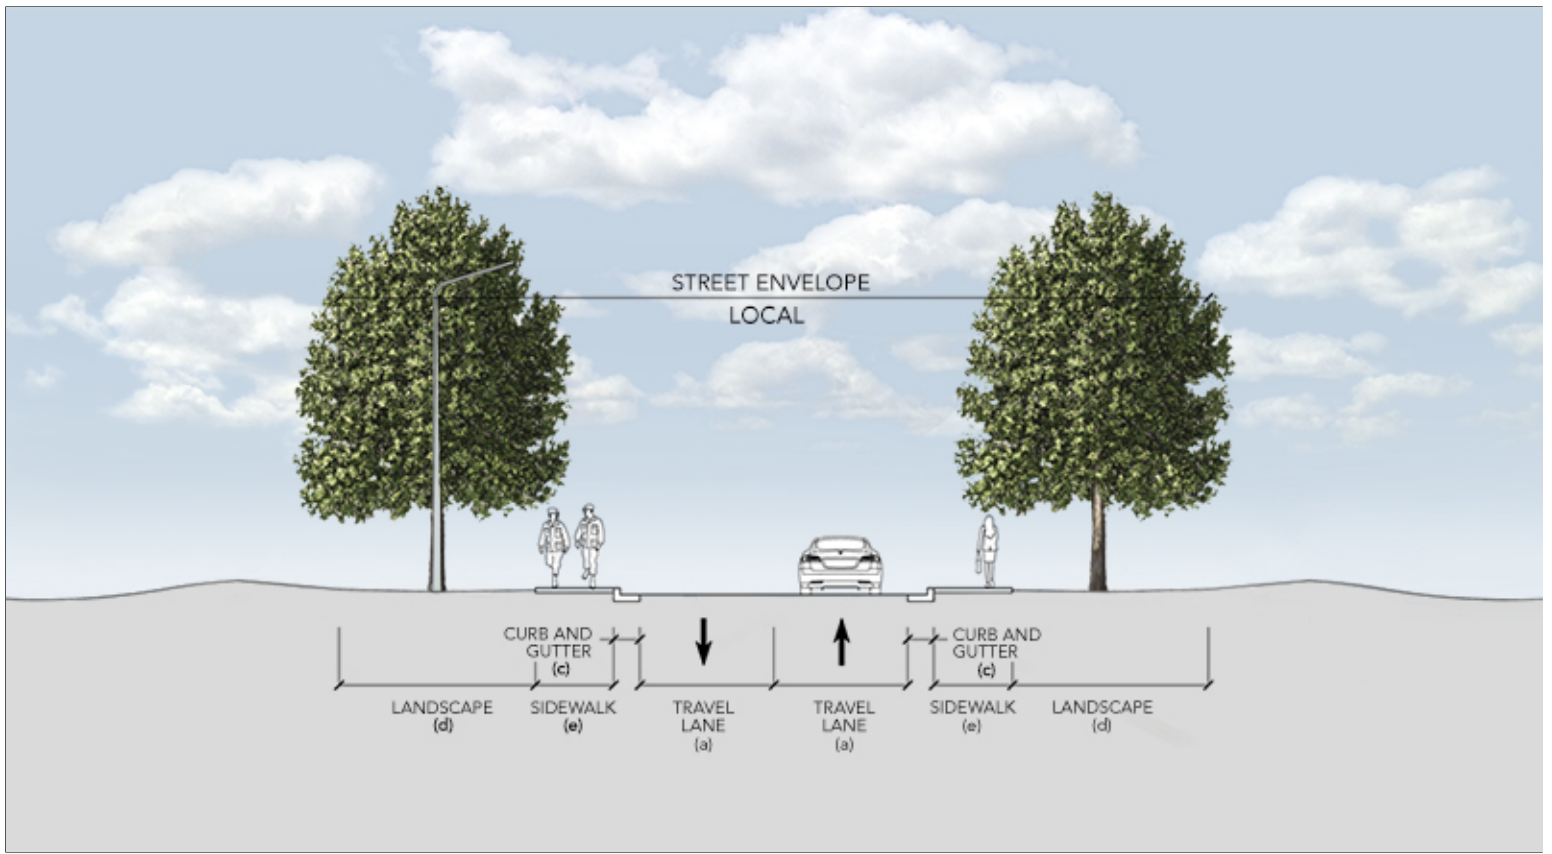 STREET ENVELOPE
LOCAL
CURB AND
GUTTER
(c)
CURB AND
GUTTER
(c)
LANDSCAPE
(d)
SIDEWALK
(e)
TRAVEL
LANE
(a)
TRAVEL
LANE
(a)
SIDEWALK
(e)
LANDSCAPE
(d)